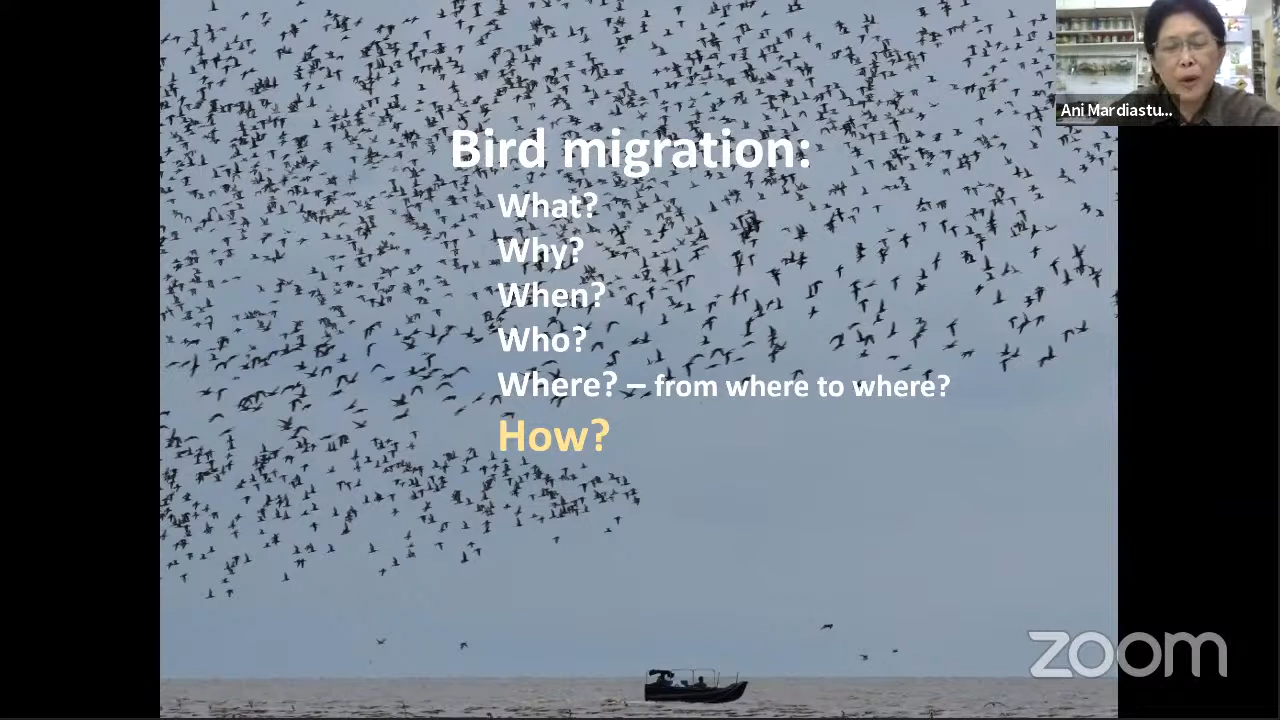 Bird migration:
What?
Why?
When?
Who?
Where? – from where to where?
How?
Ani Mardiastu...
zoom